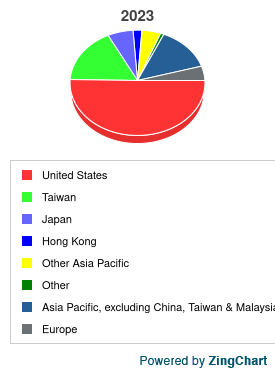 2023
United States
Taiwan
Japan
Hong Kong
Other Asia Pacific
Other
Asia Pacific, excluding China, Taiwan & Malaysia
Europe
Powered by ZingChart